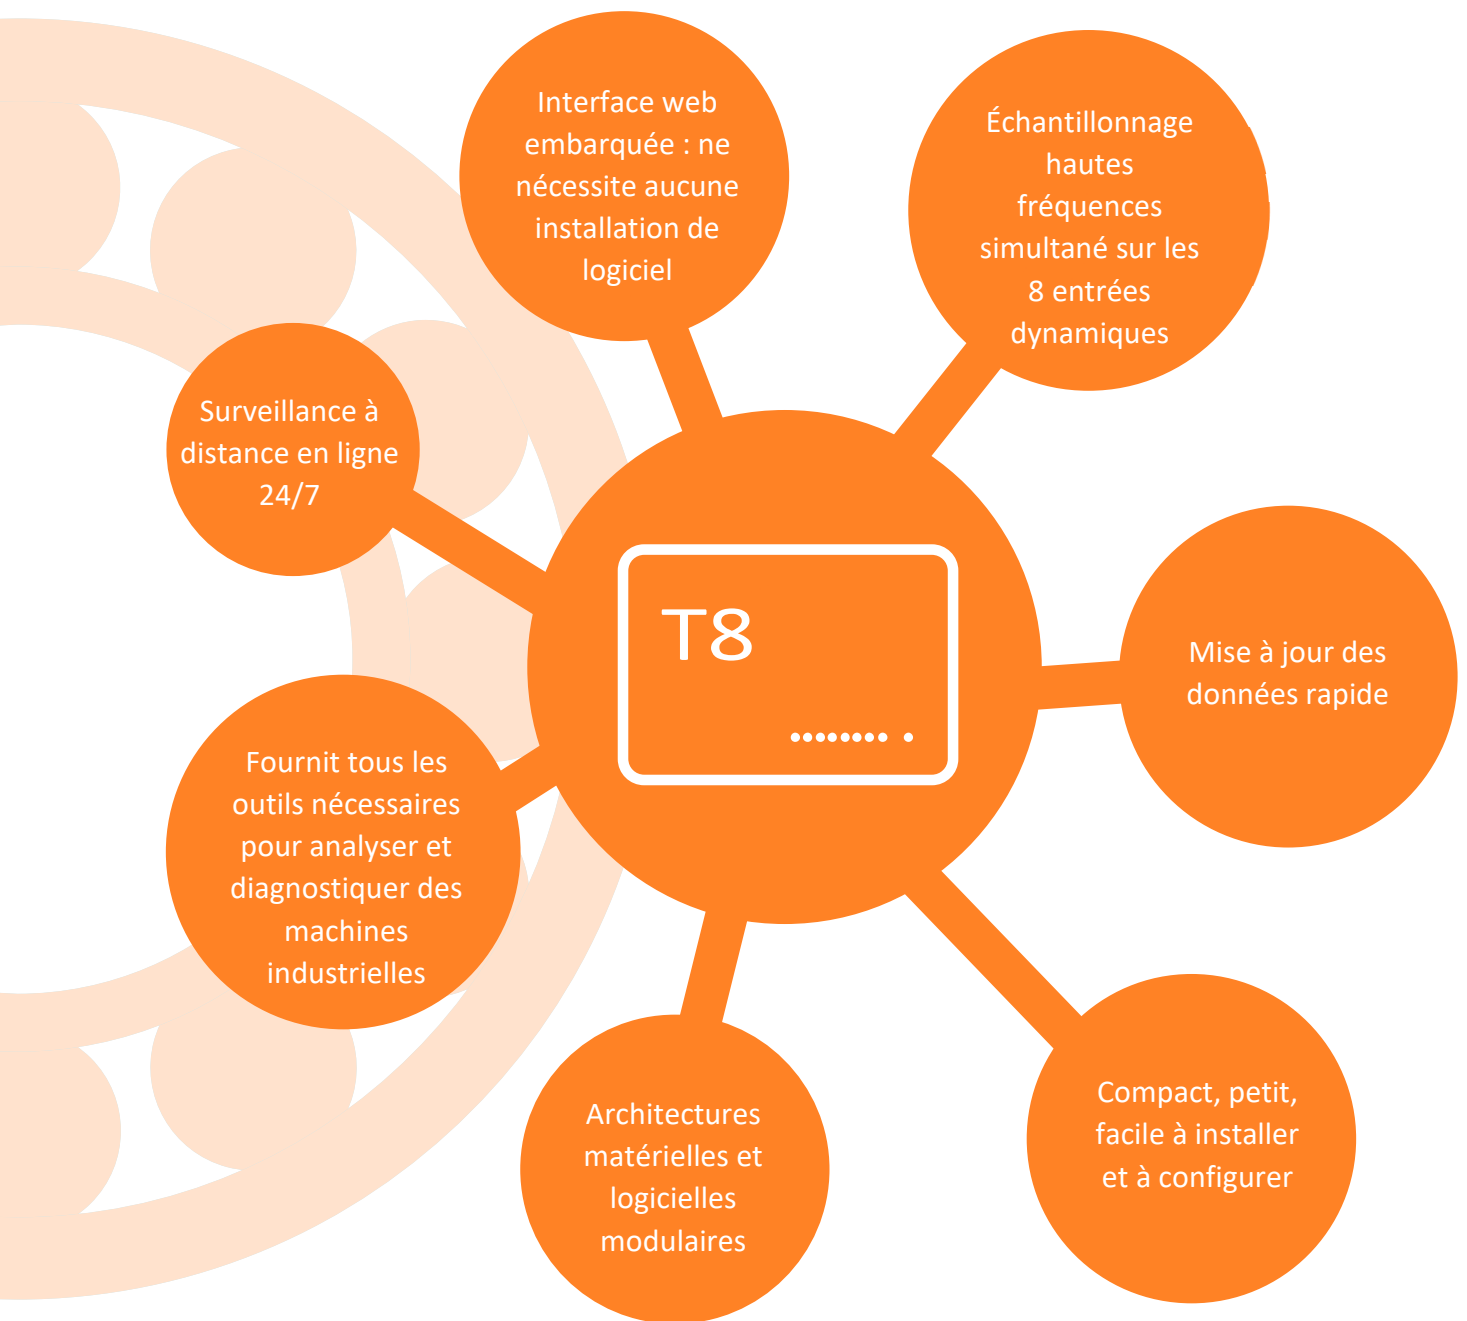 Interface web
embarquée : ne
nécessite aucune
installation de
logiciel
Échantillonnage
hautes
fréquences
simultané sur les
8 entrées
dynamiques
Surveillance à
distance en ligne
24/7
T8
Mise à jour des
données rapide
Fournit tous les
outils nécessaires
pour analyser et
diagnostiquer des
machines
industrielles
Architectures
matérielles et
logicielles
modulaires
Compact, petit,
facile à installer
et à configurer